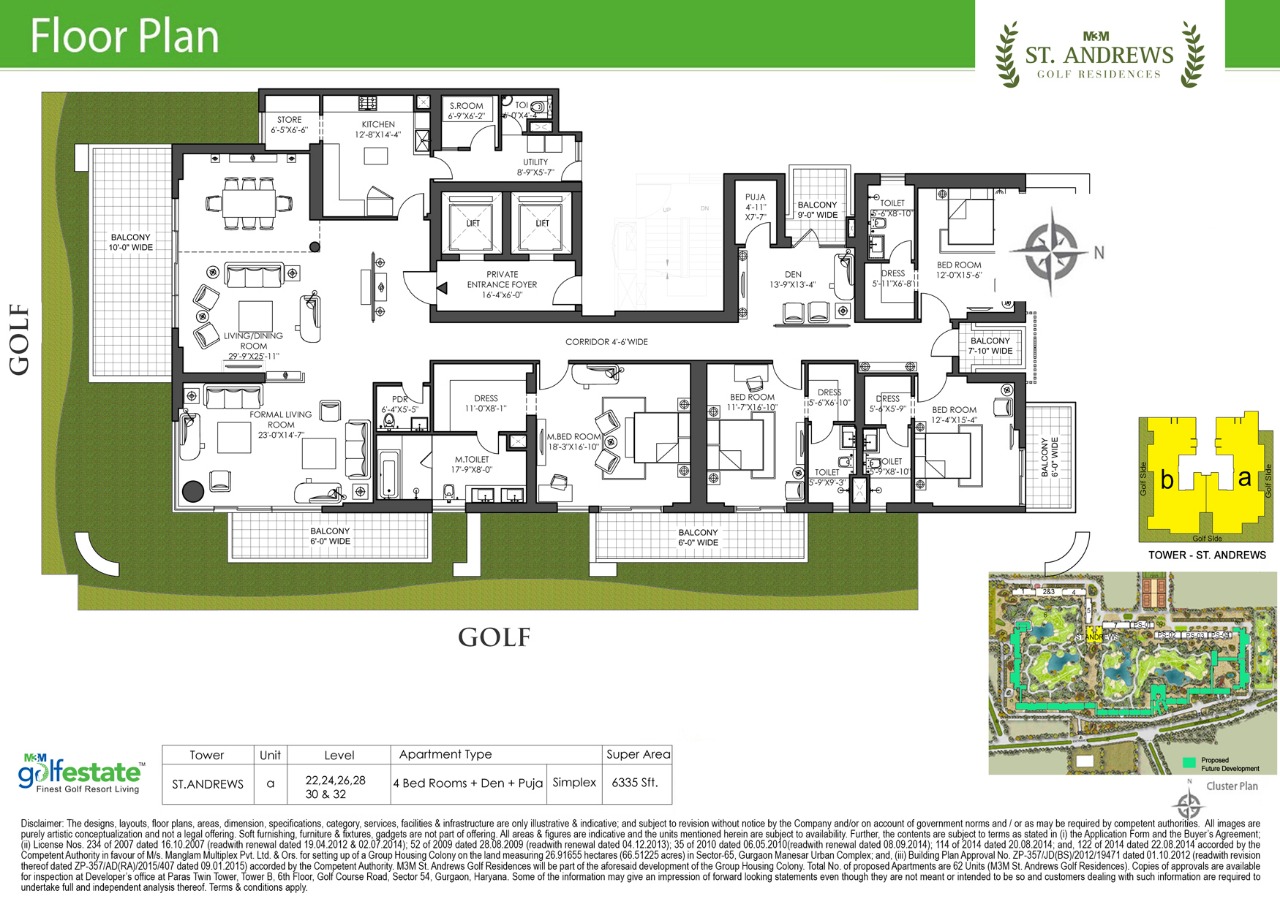 Floor Plan
M3M
ST. ANDREWS
GOLF RESIDENCES
STORE
6'-5"X6'-6"
KITCHEN
12'-8"X14'-4"
S.ROOM
6'-9"X6'-2"
TOI
UTILITY
8'-9"X5'-7"
BALCONY
10'-0" WIDE
LIFT
LIFT
PRIVATE
ENTRANCE FOYER
16'-4"x6'-0"
UP
DN
PUJA
4'-11"
X7'-7"
BALCONY
9'-0" WIDE
TOILET
5'-6"X8'-10"
BED ROOM
12'-0"X15'-6"
N
DEN
13'-9"X13'-4"
DRESS
5'-11"X6'-8"
GOLF
LIVING/DINING
ROOM
29'-9"X25'-11"
CORRIDOR 4'-6'WIDE
BALCONY
7'-10" WIDE
FORMAL LIVING
ROOM
23'-0"X14'-7"
PDR
6'-4"X5'-5"
DRESS
11'-0"X8'-1"
M.BED ROOM
18'-3"X16'-10"
BED ROOM
11'-7"X16'-10"
DRESS
5'-6"X6'-10"
DRESS
5'-6"X5'-9"
BED ROOM
12'-4"X15'-4"
M.TOILET
17'-9"X8'-0"
TOILET
5'-9"X9'-3"
TOILET
5'-9"X8'-10"
BALCONY
6'-0" WIDE
BALCONY
6'-0" WIDE
BALCONY
6'-0" WIDE
GOLF
Golf Side
b
a
Golf Side
Golf Side
TOWER - ST. ANDREWS
1
2&3
4
5
6
7
PS-01
ST.ANDREWS
PS-02
PS-03
PS-04
Proposed
Future Development
N
Cluster Plan
M3M
golfestate™
Finest Golf Resort Living
Tower Unit Level Apartment Type Super Area
ST.ANDREWS a 22,24,26,28
30 & 32 4 Bed Rooms + Den + Puja Simplex 6335 Sft.
Disclaimer: The designs, layouts, floor plans, areas, dimension, specifications, category, services, facilities & infrastructure are only illustrative & indicative; and subject to revision without notice by the Company and/or on account of government norms and / or as may be required by competent authorities. All images are
purely artistic conceptualization and not a legal offering. Soft furnishing, furniture & fixtures, gadgets are not part of offering. All areas & figures are indicative and the units mentioned herein are subject to availability. Further, the contents are subject to terms as stated in (i) the Application Form and the Buyer's Agreement;
(ii) License Nos. 234 of 2007 dated 16.10.2007 (readwith renewal dated 19.04.2012 & 02.07.2014); 52 of 2009 dated 28.08.2009 (readwith renewal dated 04.12.2013); 35 of 2010 dated 06.05.2010(readwith renewal dated 08.09.2014); 114 of 2014 dated 20.08.2014; and, 122 of 2014 dated 22.08.2014 accorded by the
Competent Authority in favour of M/s. Manglam Multiplex Pvt. Ltd. & Ors. for setting up of a Group Housing Colony on the land measuring 26.91655 hectares (66.51225 acres) in Sector-65, Gurgaon Manesar Urban Complex; and, (iii) Building Plan Approval No. ZP-357/JD(BS)/2012/19471 dated 01.10.2012 (readwith revision
thereof dated ZP-357/AD(RA)/2015/407 dated 09.01.2015) accorded by the Competent Authority. M3M St. Andrews Golf Residences will be part of the aforesaid development of the Group Housing Colony. Total No. of proposed Apartments are 62 Units (M3M St. Andrews Golf Residences). Copies of approvals are available
for inspection at Developer's office at Paras Twin Tower, Tower B, 6th Floor, Golf Course Road, Sector 54, Gurgaon, Haryana. Some of the information may give an impression of forward looking statements even though they are not meant or intended to be so and customers dealing with such information are required to
undertake full and independent analysis thereof. Terms & conditions apply.